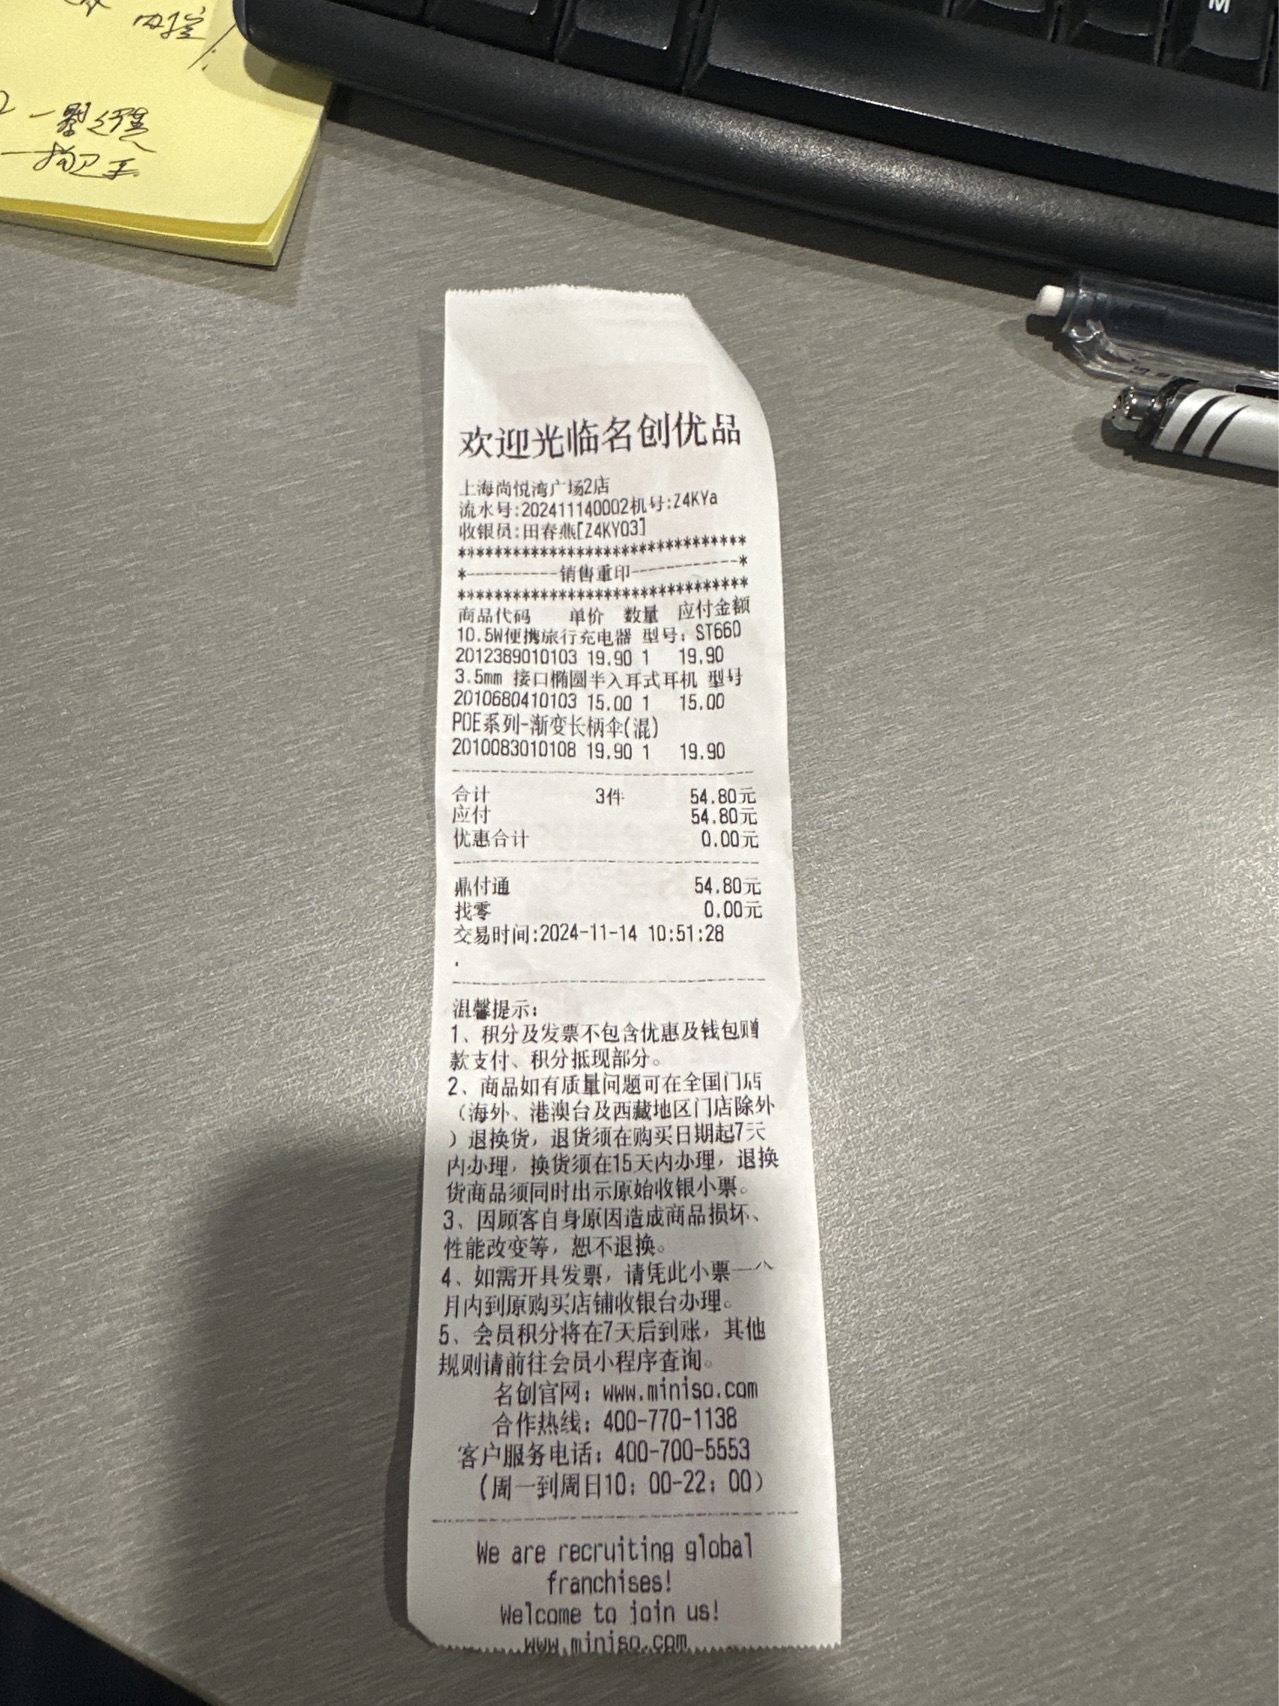 内控
一型
欢迎光临名创优品
上海尚悦湾广场2店
流水号:202411140002机号:Z4KYa
收银员:田春燕[Z4KY03]
*******************************
*----------销售重印------------*
*******************************
商品代码 单价 数量 应付金额
10.5W便携旅行充电器 型号: ST660
2012389010103 19.90 1 19.90
3.5mm 接口椭圆半入耳式耳机 型号
2010680410103 15.00 1 15.00
POE系列-渐变长柄伞(混)
2010083010108 19.90 1 19.90
合计 3件 54.80元
应付 54.80元
优惠合计 0.00元
鼎付通 54.80元
找零 0.00元
交易时间:2024-11-14 10:51:28
.
温馨提示:
1、积分及发票不包含优惠及钱包赠
款支付、积分抵现部分。
2、商品如有质量问题可在全国门店
（海外、港澳台及西藏地区门店除外
）退换货，退货须在购买日期起7天
内办理，换货须在15天内办理，退换
货商品须同时出示原始收银小票。
3、因顾客自身原因造成商品损坏、
性能改变等，恕不退换。
4、如需开具发票，请凭此小票一个
月内到原购买店铺收银台办理。
5、会员积分将在7天后到账，其他
规则请前往会员小程序查询。
名创官网：www.miniso.com
合作热线：400-770-1138
客户服务电话：400-700-5553
（周一到周日10：00-22：00）
We are recruiting global
franchises!
Welcome to join us!
www.miniso.com
M